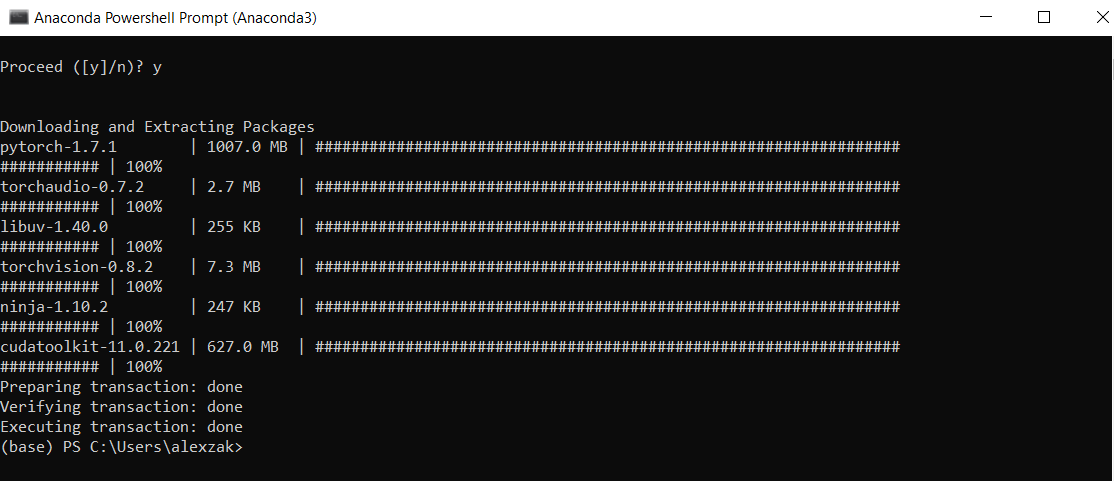 Anaconda Powershell Prompt (Anaconda3)
Proceed ([y]/n)? y
Downloading and Extracting Packages
pytorch-1.7.1        | 1007.0 MB | #################################################################
########### | 100%
torchaudio-0.7.2     | 2.7 MB    | #################################################################
########### | 100%
libuv-1.40.0         | 255 KB    | #################################################################
########### | 100%
torchvision-0.8.2    | 7.3 MB    | #################################################################
########### | 100%
ninja-1.10.2         | 247 KB    | #################################################################
########### | 100%
cudatoolkit-11.0.221 | 627.0 MB  | #################################################################
########### | 100%
Preparing transaction: done
Verifying transaction: done
Executing transaction: done
(base) PS C:\Users\alexzak>